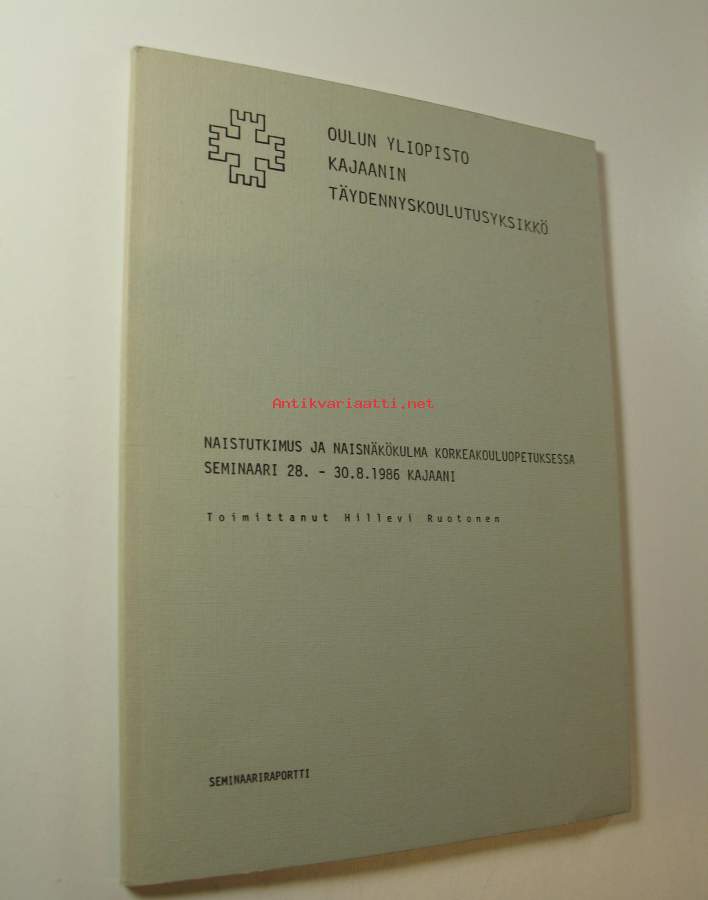 OULUN YLIOPISTO
KAJAANIN
TÄYDENNYSKOULUTUSYKSIKKÖ
Antikvariaatti.net
NAISTUTKIMUS JA NAISNÄKÖKULMA KORKEAKOULUOPETUKSESSA
SEMINAARI 28. - 30.8.1986 KAJAANI
Toimittanut Hillevi Ruotonen
SEMINAARIRAPORTTI